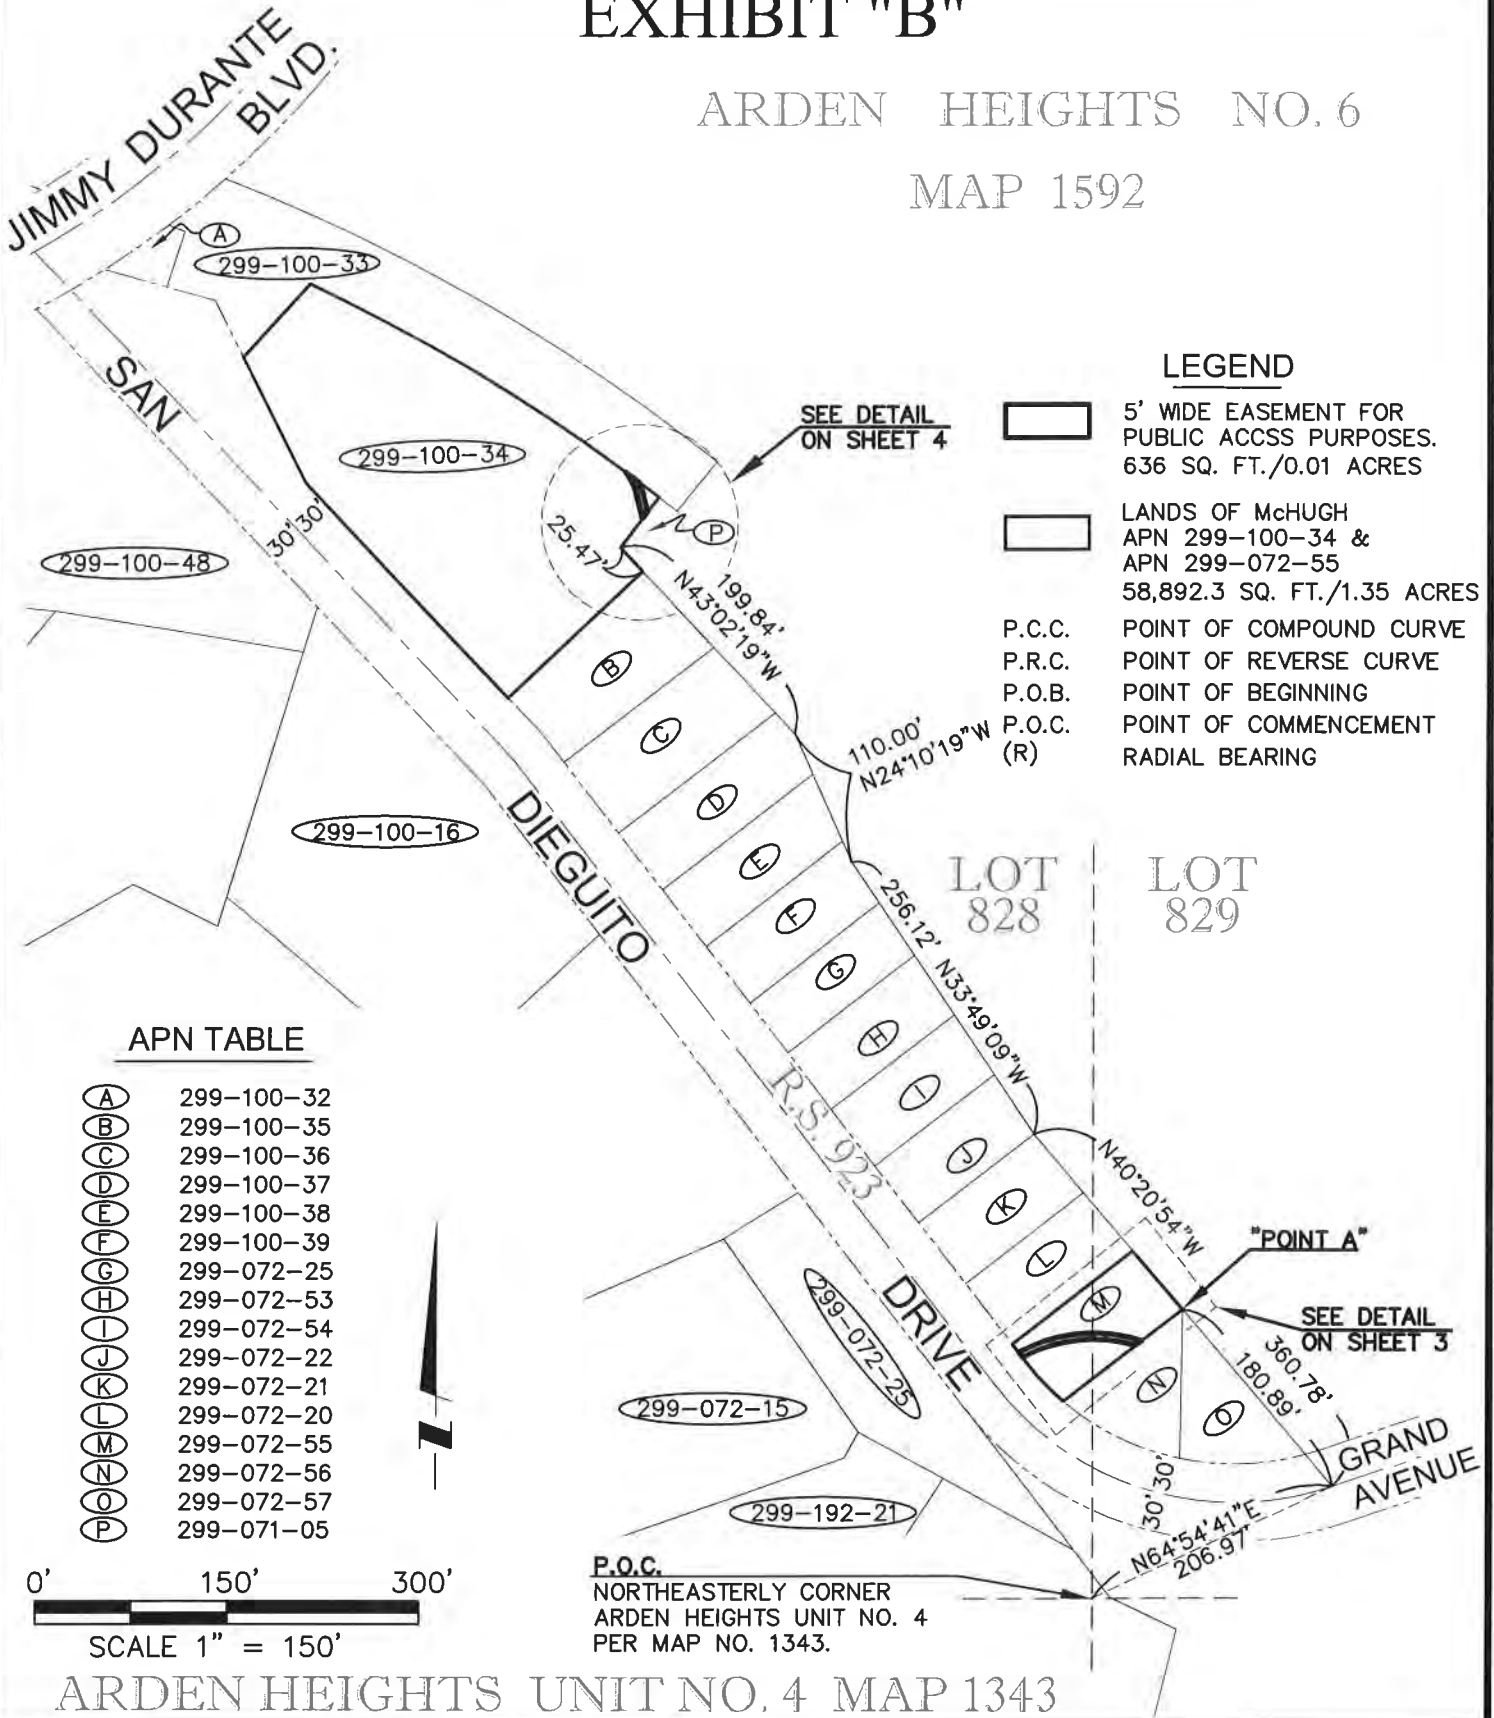 EXHIBIT "B"
ARDEN HEIGHTS NO. 6
MAP 1592
JIMMY DURANTE
BLVD.
A
299-100-33
SAN
299-100-34
30' 30'
299-100-48
SEE DETAIL
ON SHEET 4
P
25.47'
199.84'
N43°02'19"W
LEGEND
5' WIDE EASEMENT FOR
PUBLIC ACCSS PURPOSES.
636 SQ. FT./0.01 ACRES
LANDS OF McHUGH
APN 299-100-34 &
APN 299-072-55
58,892.3 SQ. FT./1.35 ACRES
P.C.C. POINT OF COMPOUND CURVE
P.R.C. POINT OF REVERSE CURVE
P.O.B. POINT OF BEGINNING
P.O.C. POINT OF COMMENCEMENT
(R) RADIAL BEARING
B
C
110.00'
N24°10'19"W
D
299-100-16
DIEGUITO
E
LOT
828
LOT
829
F
256.12' N33°49'09"W
G
H
R.S. 923
I
J
N40°20'54"W
K
L
"POINT A"
M
SEE DETAIL
ON SHEET 3
DRIVE
299-072-25
N
O
360.78'
180.89'
299-072-15
GRAND
AVENUE
30' 30'
299-192-21
N64°54'41"E
206.97'
P.O.C.
NORTHEASTERLY CORNER
ARDEN HEIGHTS UNIT NO. 4
PER MAP NO. 1343.
APN TABLE
A 299-100-32
B 299-100-35
C 299-100-36
D 299-100-37
E 299-100-38
F 299-100-39
G 299-072-25
H 299-072-53
I 299-072-54
J 299-072-22
K 299-072-21
L 299-072-20
M 299-072-55
N 299-072-56
O 299-072-57
P 299-071-05
N
0' 150' 300'
SCALE 1" = 150'
ARDEN HEIGHTS UNIT NO. 4 MAP 1343